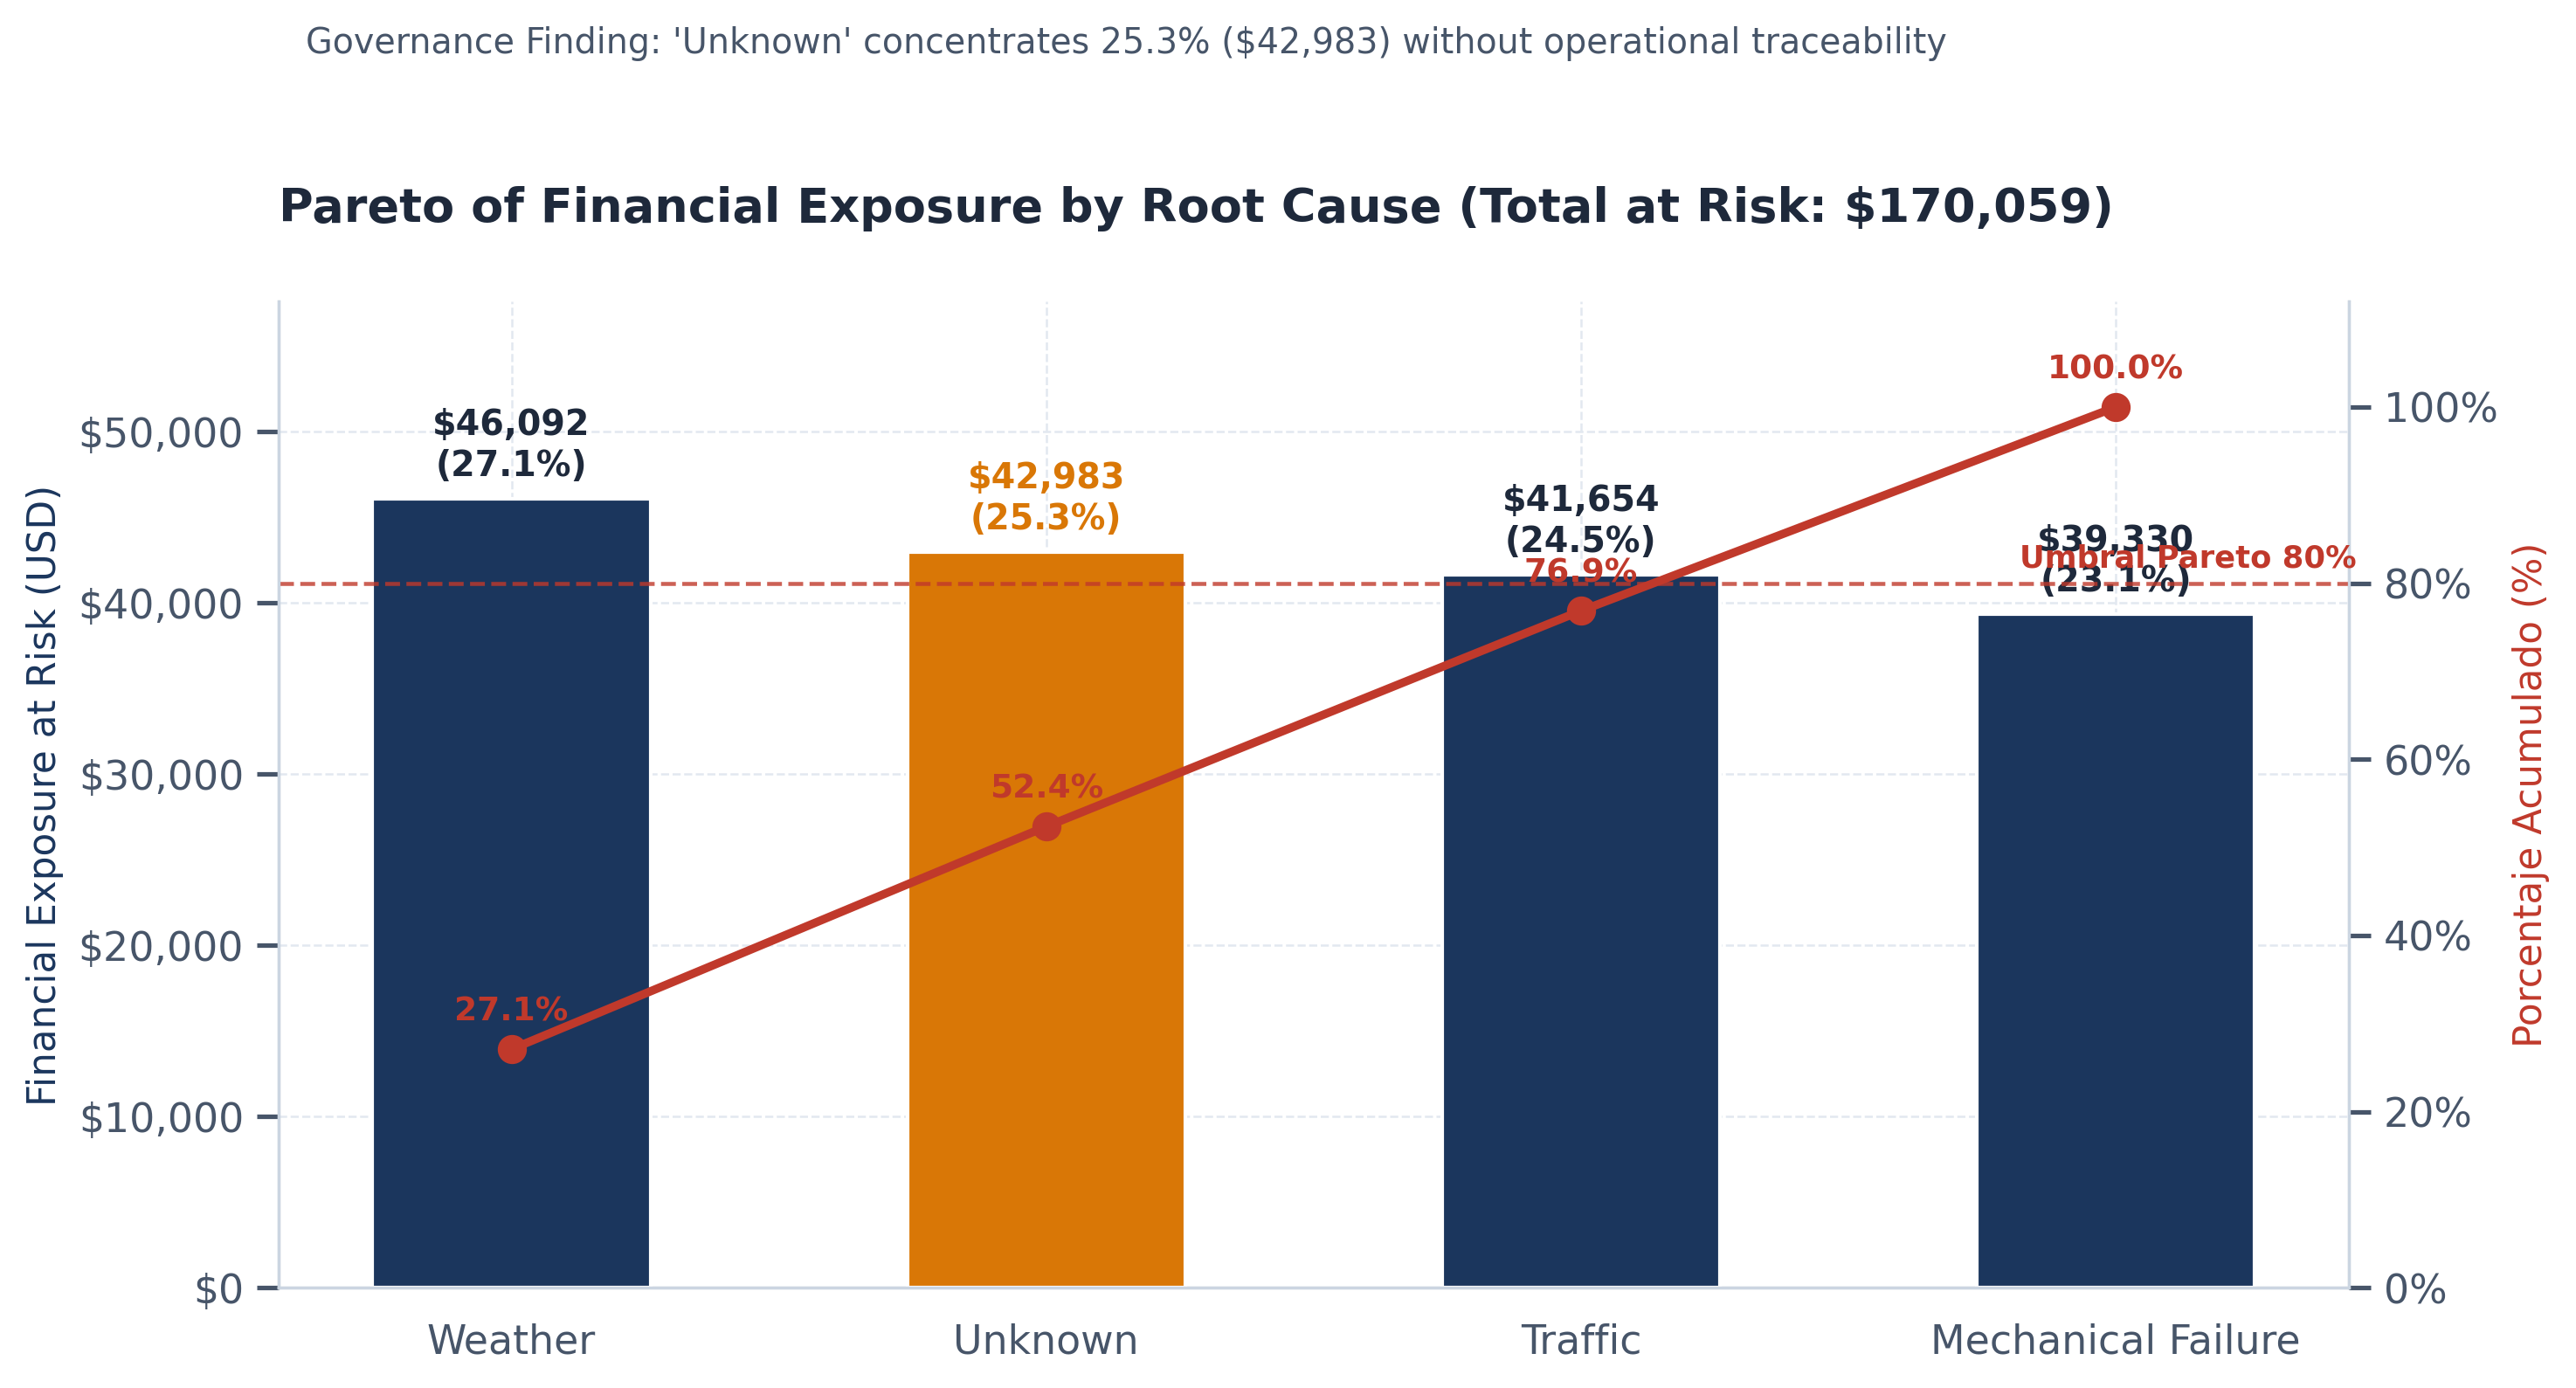 Governance Finding: 'Unknown' concentrates 25.3% ($42,983) without operational traceability
Pareto of Financial Exposure by Root Cause (Total at Risk: $170,059)
Financial Exposure at Risk (USD)
$50,000
$40,000
$30,000
$20,000
$10,000
$0
$46,092
(27.1%)
$42,983
(25.3%)
$41,654
(24.5%)
$39,330
(23.1%)
27.1%
52.4%
76.9%
100.0%
Umbral Pareto 80%
100%
80%
60%
40%
20%
0%
Porcentaje Acumulado (%)
Weather
Unknown
Traffic
Mechanical Failure